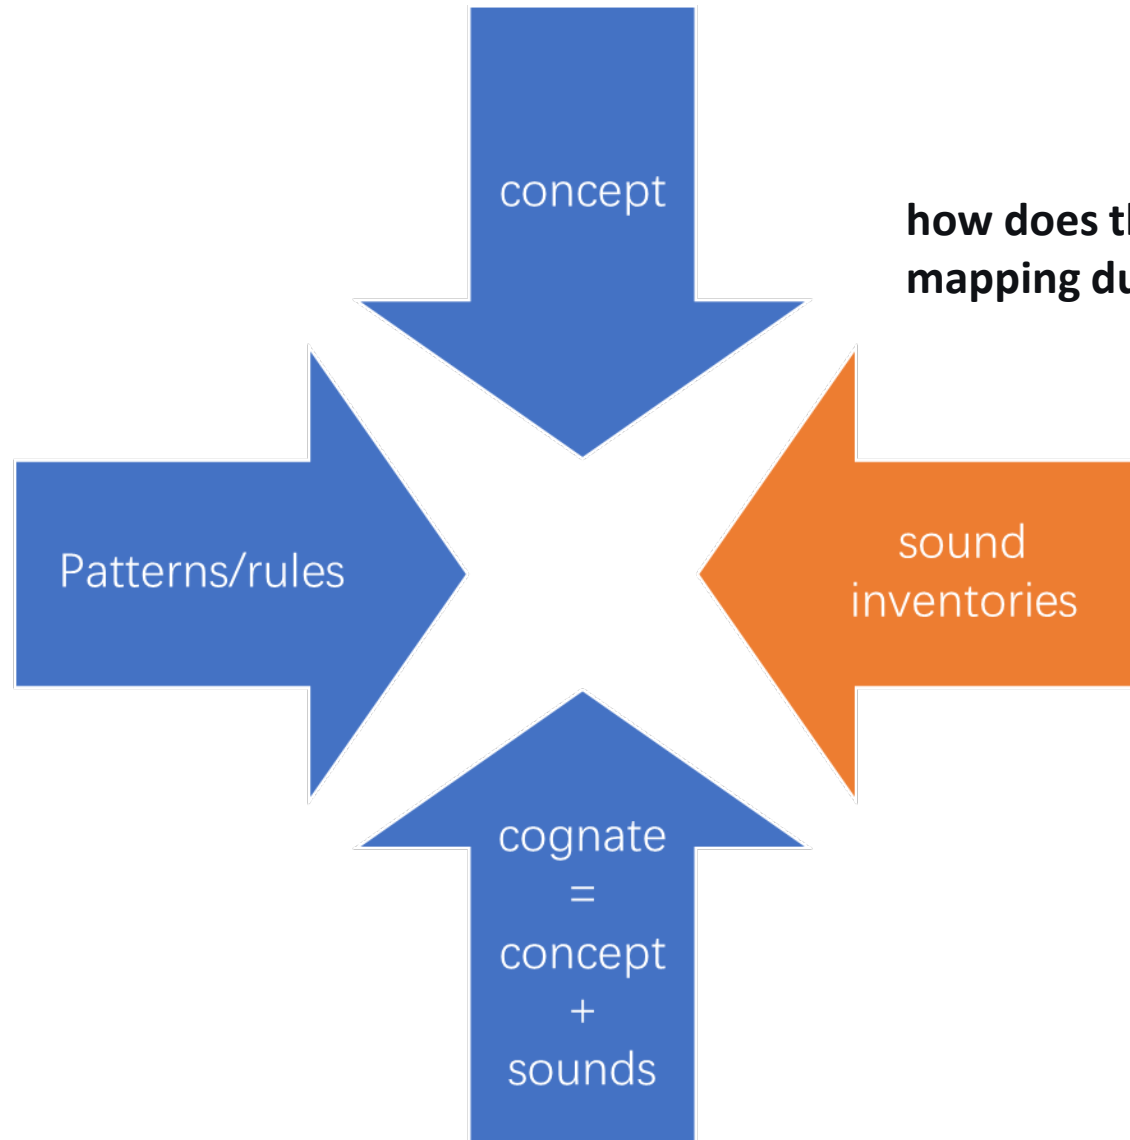 concept
how does th
mapping du
Patterns/rules
sound
inventories
cognate
=
concept
+
sounds